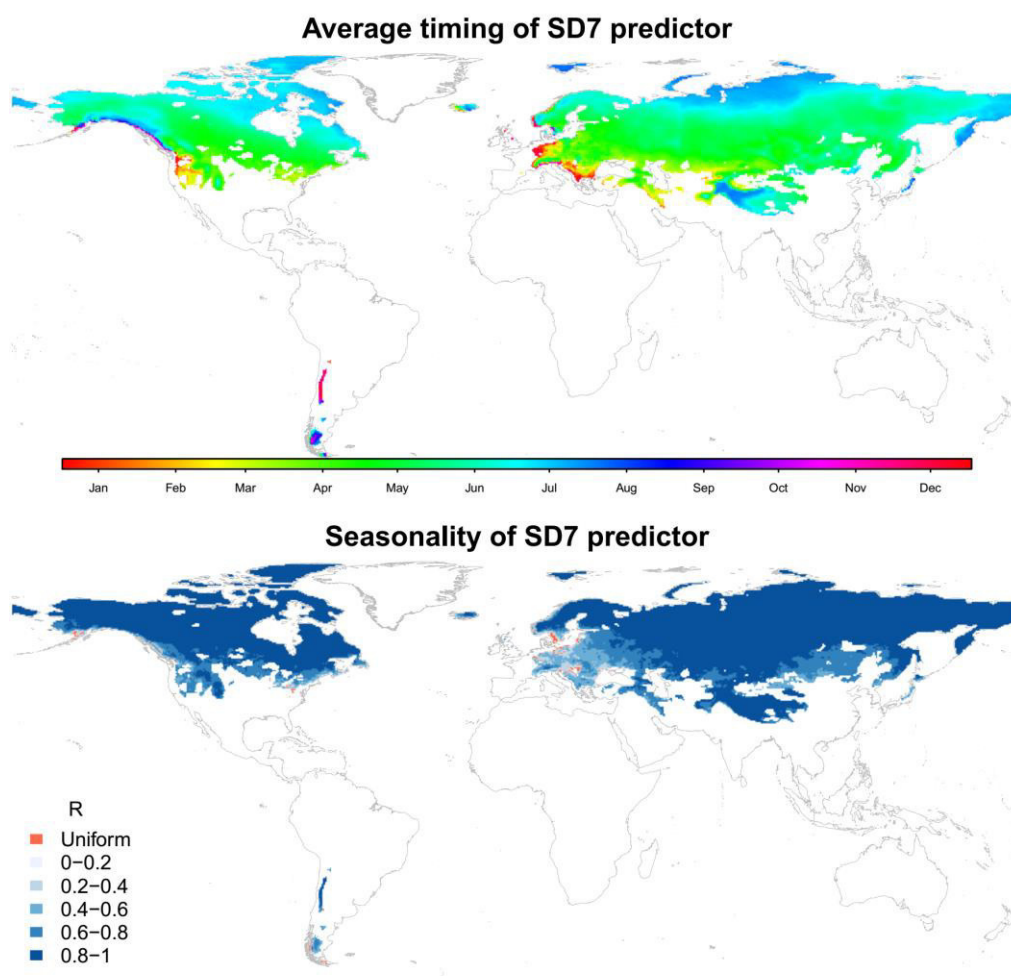 Average timing of SD7 predictor
Jan Feb Mar Apr May Jun Jul Aug Sep Oct Nov Dec
Seasonality of SD7 predictor
R
Uniform
0−0.2
0.2−0.4
0.4−0.6
0.6−0.8
0.8−1